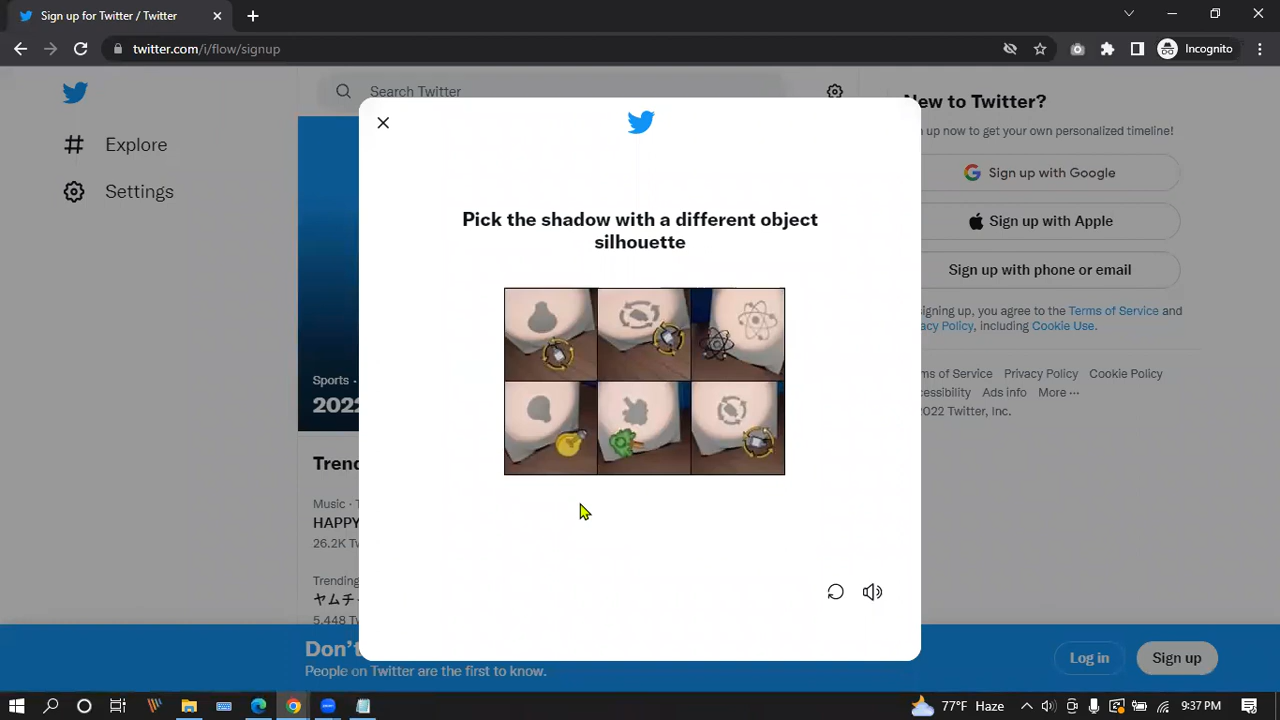 Sign up for Twitter / Twitter
twitter.com/i/flow/signup
Incognito
Search Twitter
Explore
Settings
Pick the shadow with a different object
silhouette
New to Twitter?
up now to get your own personalized timeline!
Sign up with Google
Sign up with Apple
Sign up with phone or email
signing up, you agree to the Terms of Service and
acy Policy, including Cookie Use.
ms of Service Privacy Policy Cookie Policy
cessibility Ads info More ···
2022 Twitter, Inc.
Sports ·
2022
Trend
Music · T
HAPPY
26.2K Tw
Trending
ヤムチ
5,448 T
Don't
People on Twitter are the first to know.
Log in
Sign up
77°F Haze
9:37 PM